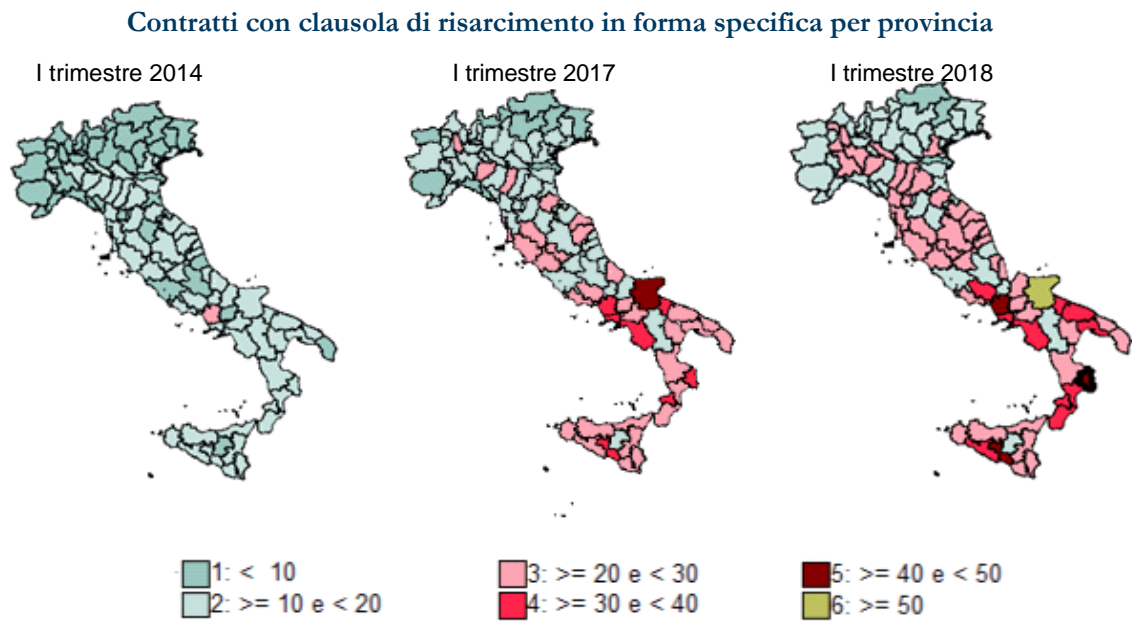 Contratti con clausola di risarcimento in forma specifica per provincia
I trimestre 2014
I trimestre 2017
I trimestre 2018
1: < 10
2: >= 10 e < 20
3: >= 20 e < 30
4: >= 30 e < 40
5: >= 40 e < 50
6: >= 50